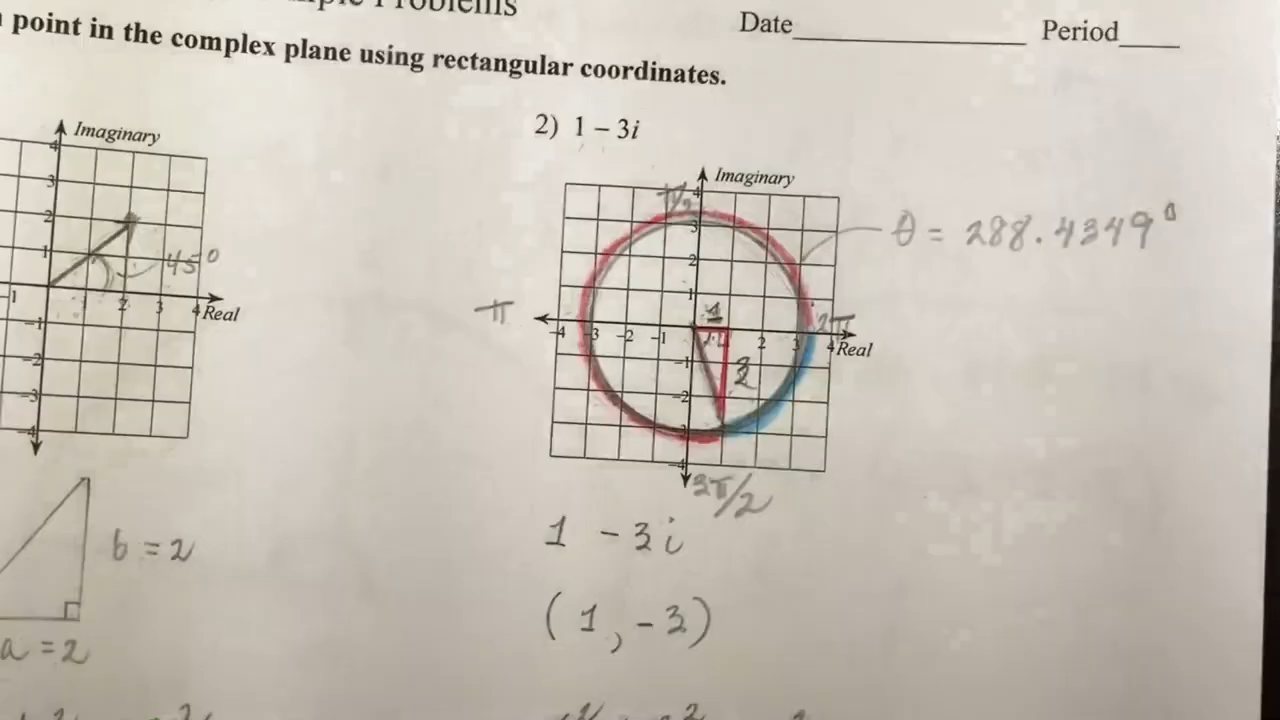 Problems
Date Period
point in the complex plane using rectangular coordinates.
Imaginary
4
3
2
1
45°
1 2 3 4 Real
-1
-2
-3
-4
b = 2
a = 2
2) 1 – 3i
Imaginary
π/2
4
3
2
1
θ = 288.4349°
π
1
2π
-4 -3 -2 -1 2 3 4 Real
-1
3
-2
-3
-4
3π/2
1 - 3i
(1, -3)